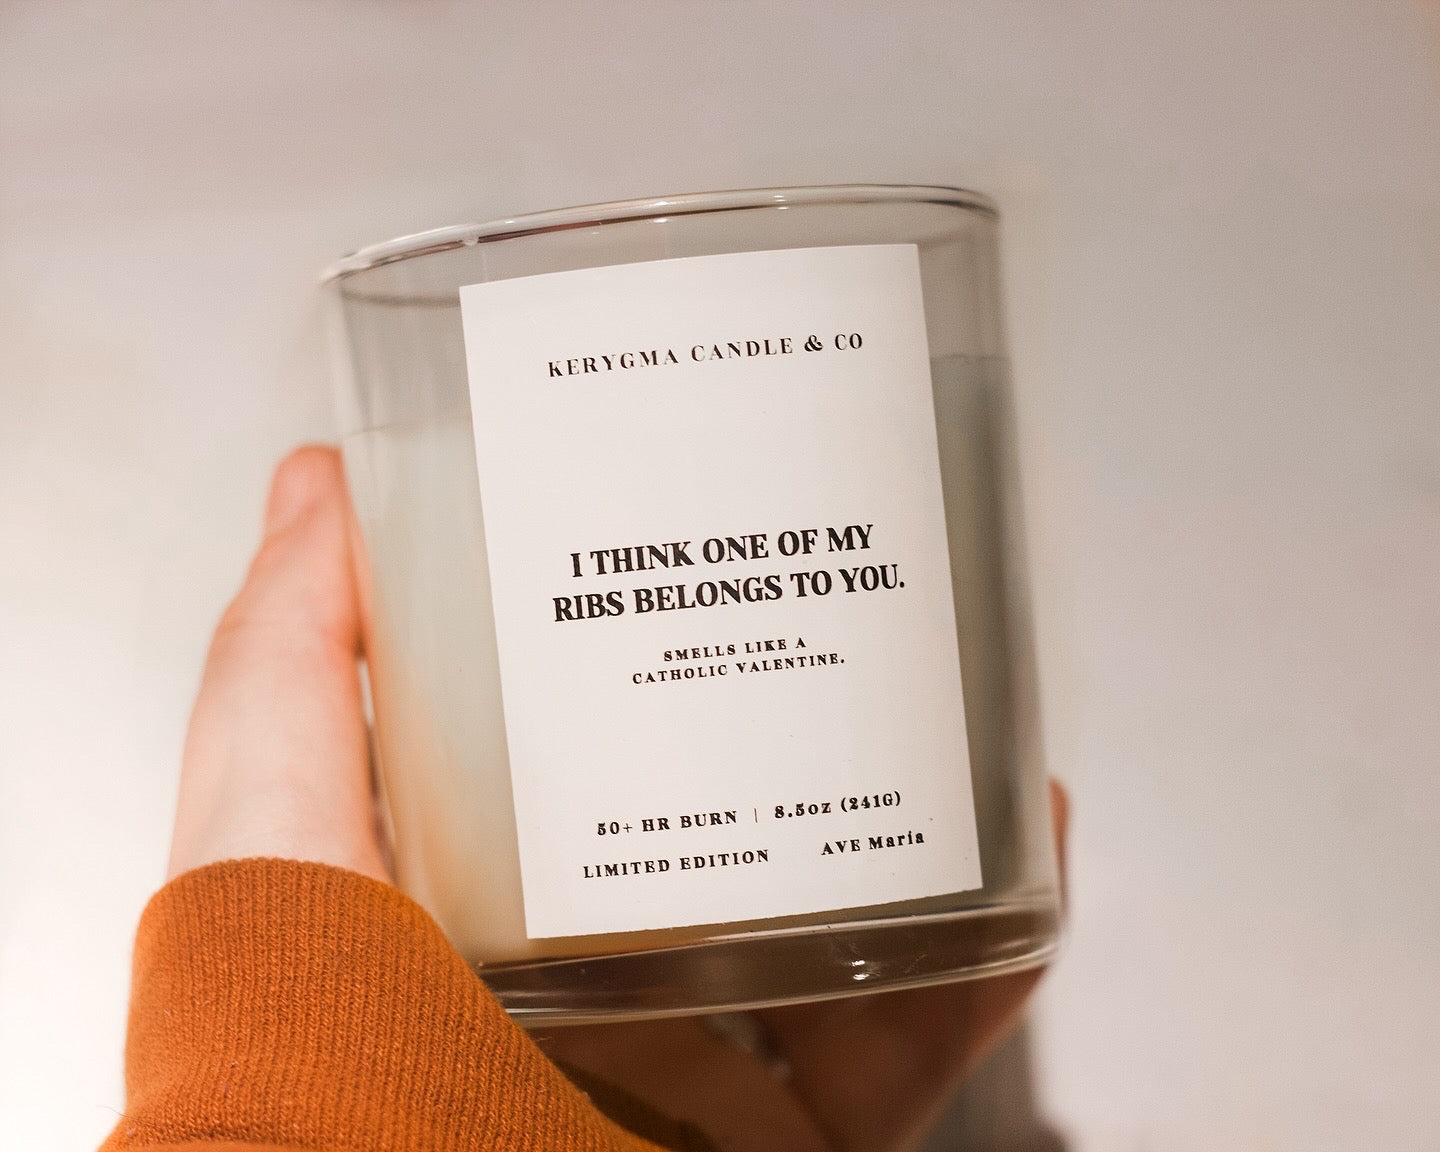 KERYGMA CANDLE & CO
I THINK ONE OF MY
RIBS BELONGS TO YOU.
SMELLS LIKE A
CATHOLIC VALENTINE.
50+ HR BURN | 8.5oz (241G)
LIMITED EDITION AVE Maria